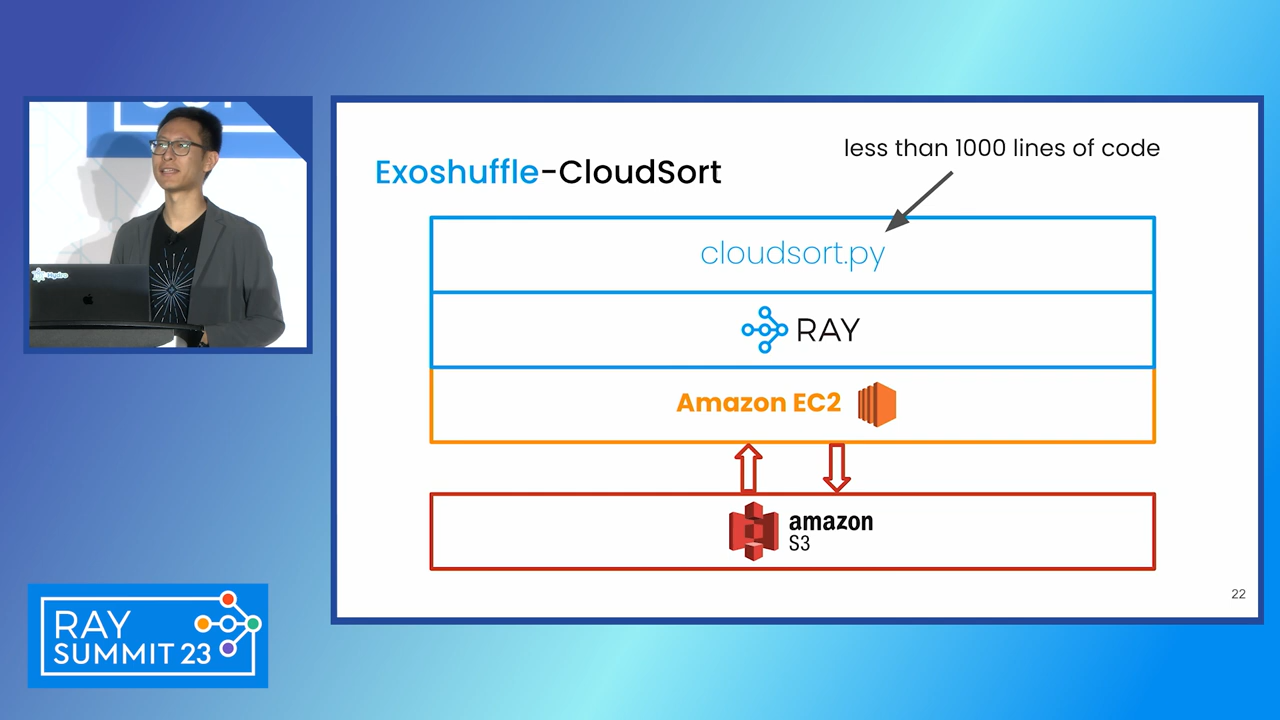 less than 1000 lines of code
Exoshuffle-CloudSort
cloudsort.py
RAY
Amazon EC2
amazon
S3
22
Hydro
RAY
SUMMIT 23